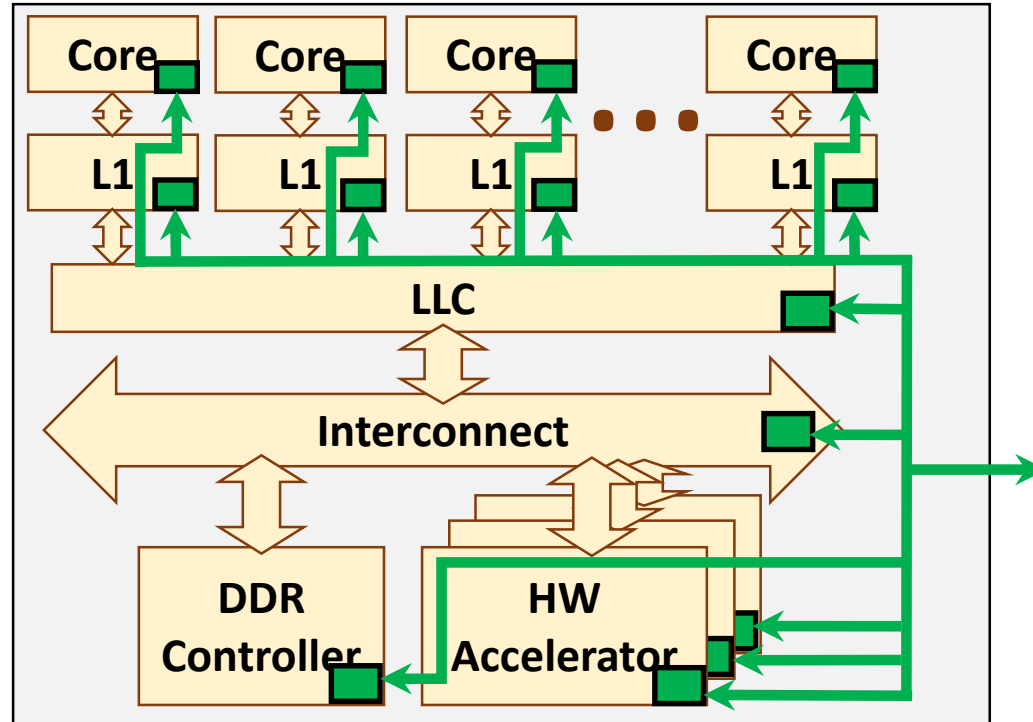 Core Core Core Core
L1 L1 L1 L1
LLC
Interconnect
DDR
Controller
HW
Accelerator